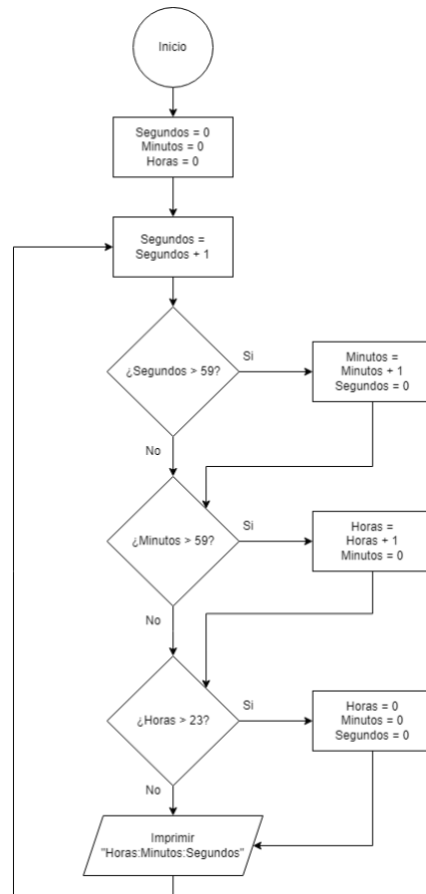 Inicio
Segundos = 0
Minutos = 0
Horas = 0
Segundos =
Segundos + 1
¿Segundos > 59?
Si
Minutos =
Minutos + 1
Segundos = 0
No
¿Minutos > 59?
Si
Horas =
Horas + 1
Minutos = 0
No
¿Horas > 23?
Si
Horas = 0
Minutos = 0
Segundos = 0
No
Imprimir
"Horas:Minutos:Segundos"